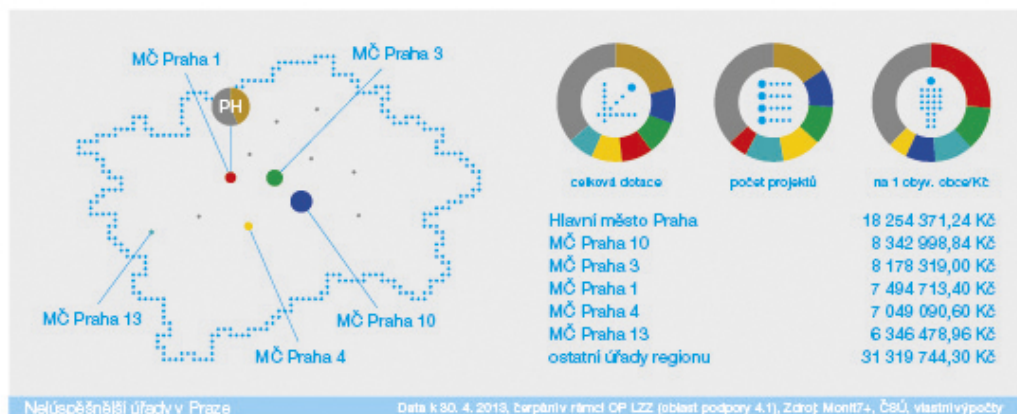 MČ Praha 1
MČ Praha 3
PH
MČ Praha 13
MČ Praha 4
MČ Praha 10
celková dotace
počet projektů
na 1 obyv. obce/Kč
Hlavní město Praha 18 254 371,24 Kč
MČ Praha 10 8 342 998,84 Kč
MČ Praha 3 8 178 319,00 Kč
MČ Praha 1 7 494 713,40 Kč
MČ Praha 4 7 049 090,60 Kč
MČ Praha 13 6 346 478,96 Kč
ostatní úřady regionu 31 319 744,30 Kč
Nejúspěšnější úřady v Praze
Data k 30. 4. 2013, čerpání v rámci OP LZZ (oblast podpory 4.1), Zdroj: Monit7+, ČSÚ, vlastní výpočty